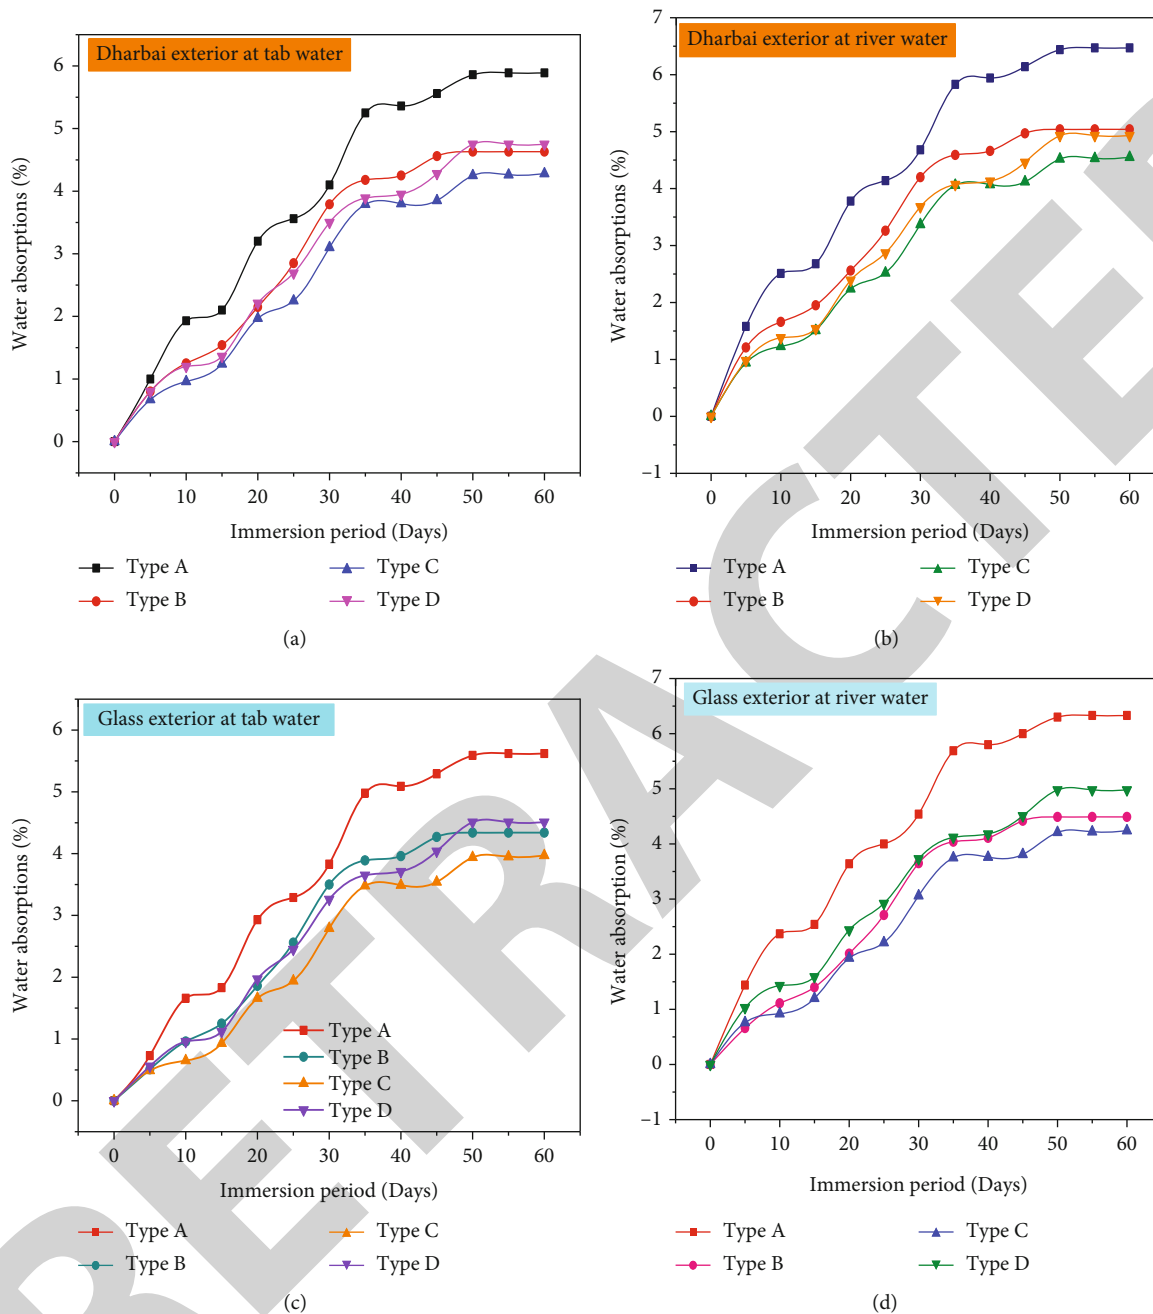 Dharbai exterior at tab water
6
5
4
3
2
1
0
Water absorptions (%)
0 10 20 30 40 50 60
Immersion period (Days)
Type A Type C
Type B Type D
(a)
Dharbai exterior at river water
7
6
5
4
3
2
1
0
–1
Water absorptions (%)
0 10 20 30 40 50 60
Immersion period (Days)
Type A Type C
Type B Type D
(b)
Glass exterior at tab water
6
5
4
3
2
1
0
Water absorptions (%)
Type A
Type B
Type C
Type D
0 10 20 30 40 50 60
Immersion period (Days)
Type A Type C
Type B Type D
(c)
Glass exterior at river water
7
6
5
4
3
2
1
0
–1
Water absorption (%)
0 10 20 30 40 50 60
Immersion period (Days)
Type A Type C
Type B Type D
(d)
RETRACTED